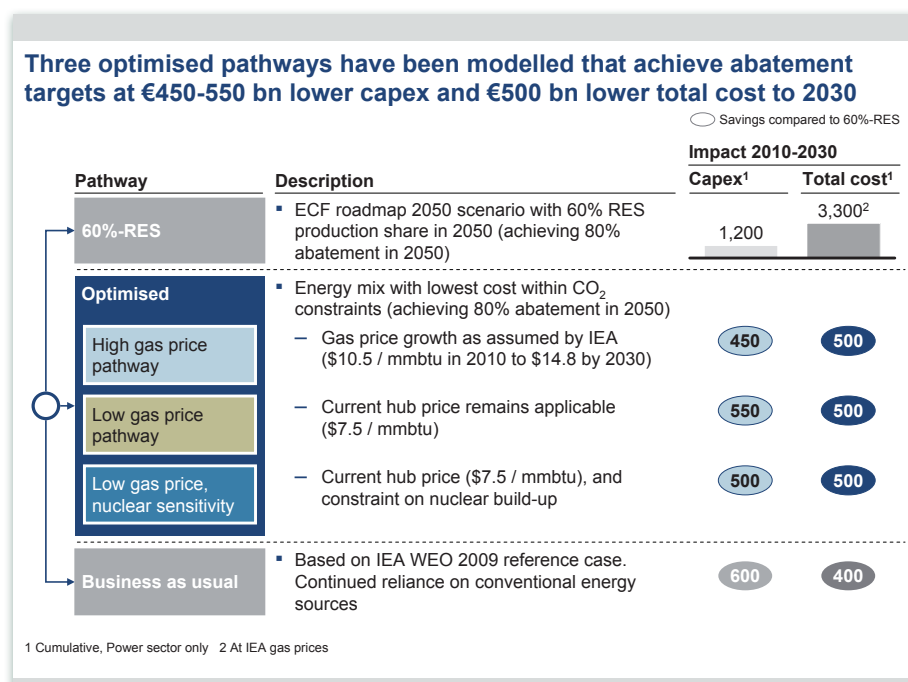 Three optimised pathways have been modelled that achieve abatement
targets at €450-550 bn lower capex and €500 bn lower total cost to 2030
Savings compared to 60%-RES
Impact 2010-2030
Pathway
Description
Capex¹
Total cost¹
60%-RES
▪ ECF roadmap 2050 scenario with 60% RES
production share in 2050 (achieving 80%
abatement in 2050)
1,200
3,300²
Optimised
▪ Energy mix with lowest cost within CO₂
constraints (achieving 80% abatement in 2050)
High gas price
pathway
– Gas price growth as assumed by IEA
($10.5 / mmbtu in 2010 to $14.8 by 2030)
450
500
Low gas price
pathway
– Current hub price remains applicable
($7.5 / mmbtu)
550
500
Low gas price,
nuclear sensitivity
– Current hub price ($7.5 / mmbtu), and
constraint on nuclear build-up
500
500
Business as usual
▪ Based on IEA WEO 2009 reference case.
Continued reliance on conventional energy
sources
600
400
1 Cumulative, Power sector only 2 At IEA gas prices